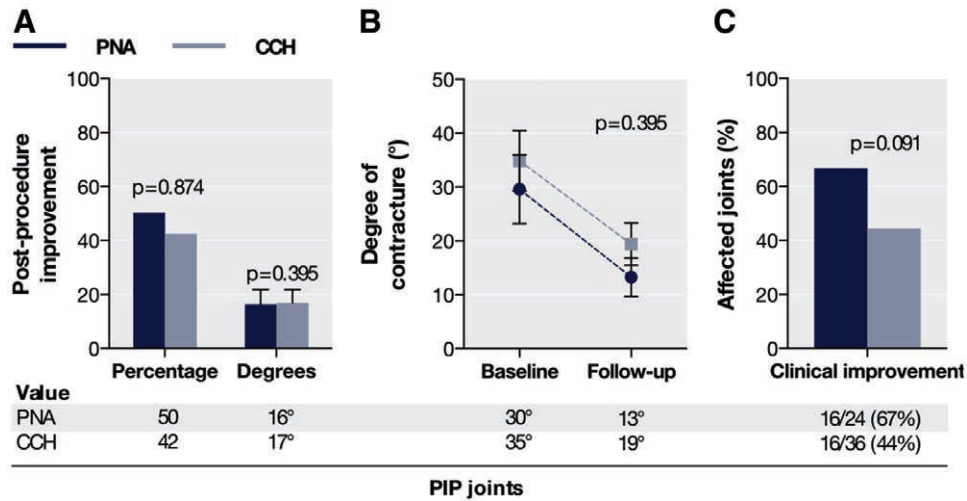 A
B
C
PNA CCH
Post-procedure improvement
100
80
60
40
20
0
p=0.874
p=0.395
Percentage Degrees
Degree of contracture (°)
50
40
30
20
10
0
p=0.395
Baseline Follow-up
Affected joints (%)
100
80
60
40
20
0
p=0.091
Clinical improvement
Value
PNA 50 16° 30° 13° 16/24 (67%)
CCH 42 17° 35° 19° 16/36 (44%)
PIP joints